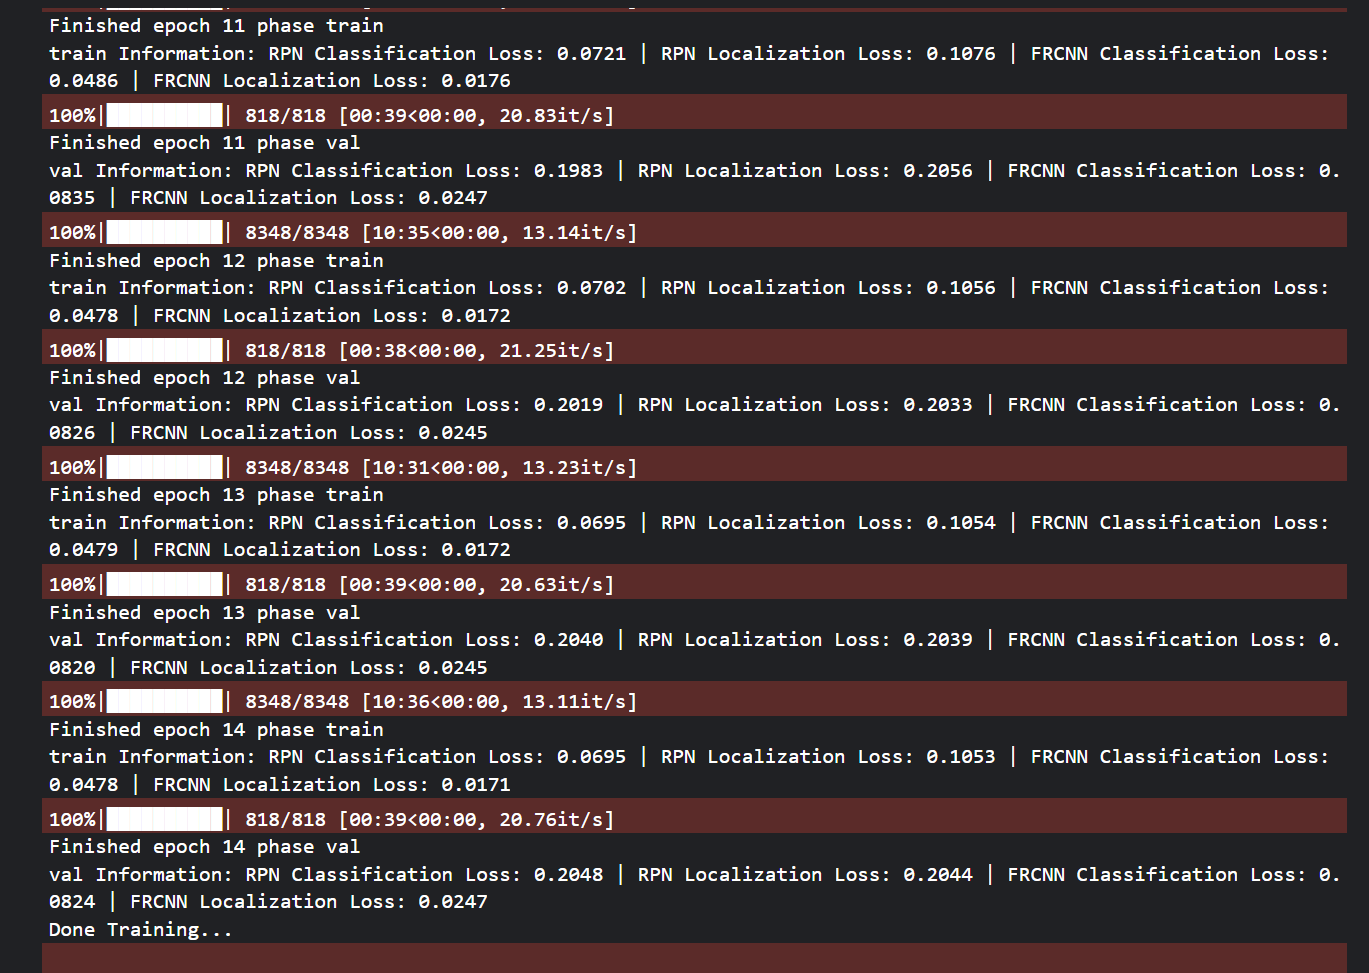 Finished epoch 11 phase train
train Information: RPN Classification Loss: 0.0721 | RPN Localization Loss: 0.1076 | FRCNN Classification Loss:
0.0486 | FRCNN Localization Loss: 0.0176
100%|██████████| 818/818 [00:39<00:00, 20.83it/s]
Finished epoch 11 phase val
val Information: RPN Classification Loss: 0.1983 | RPN Localization Loss: 0.2056 | FRCNN Classification Loss: 0.
0835 | FRCNN Localization Loss: 0.0247
100%|██████████| 8348/8348 [10:35<00:00, 13.14it/s]
Finished epoch 12 phase train
train Information: RPN Classification Loss: 0.0702 | RPN Localization Loss: 0.1056 | FRCNN Classification Loss:
0.0478 | FRCNN Localization Loss: 0.0172
100%|██████████| 818/818 [00:38<00:00, 21.25it/s]
Finished epoch 12 phase val
val Information: RPN Classification Loss: 0.2019 | RPN Localization Loss: 0.2033 | FRCNN Classification Loss: 0.
0826 | FRCNN Localization Loss: 0.0245
100%|██████████| 8348/8348 [10:31<00:00, 13.23it/s]
Finished epoch 13 phase train
train Information: RPN Classification Loss: 0.0695 | RPN Localization Loss: 0.1054 | FRCNN Classification Loss:
0.0479 | FRCNN Localization Loss: 0.0172
100%|██████████| 818/818 [00:39<00:00, 20.63it/s]
Finished epoch 13 phase val
val Information: RPN Classification Loss: 0.2040 | RPN Localization Loss: 0.2039 | FRCNN Classification Loss: 0.
0820 | FRCNN Localization Loss: 0.0245
100%|██████████| 8348/8348 [10:36<00:00, 13.11it/s]
Finished epoch 14 phase train
train Information: RPN Classification Loss: 0.0695 | RPN Localization Loss: 0.1053 | FRCNN Classification Loss:
0.0478 | FRCNN Localization Loss: 0.0171
100%|██████████| 818/818 [00:39<00:00, 20.76it/s]
Finished epoch 14 phase val
val Information: RPN Classification Loss: 0.2048 | RPN Localization Loss: 0.2044 | FRCNN Classification Loss: 0.
0824 | FRCNN Localization Loss: 0.0247
Done Training...